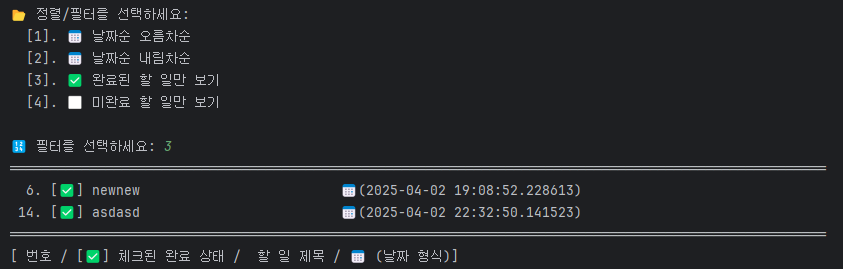 📂 정렬/필터를 선택하세요:
[1]. 📅 날짜순 오름차순
[2]. 📅 날짜순 내림차순
[3]. ✅ 완료된 할 일만 보기
[4]. ⬜ 미완료 할 일만 보기
🔢 필터를 선택하세요: 3
6. [✅] newnew 📅(2025-04-02 19:08:52.228613)
14. [✅] asdasd 📅(2025-04-02 22:32:50.141523)
[ 번호 / [✅] 체크된 완료 상태 / 할 일 제목 / 📅 (날짜 형식)]